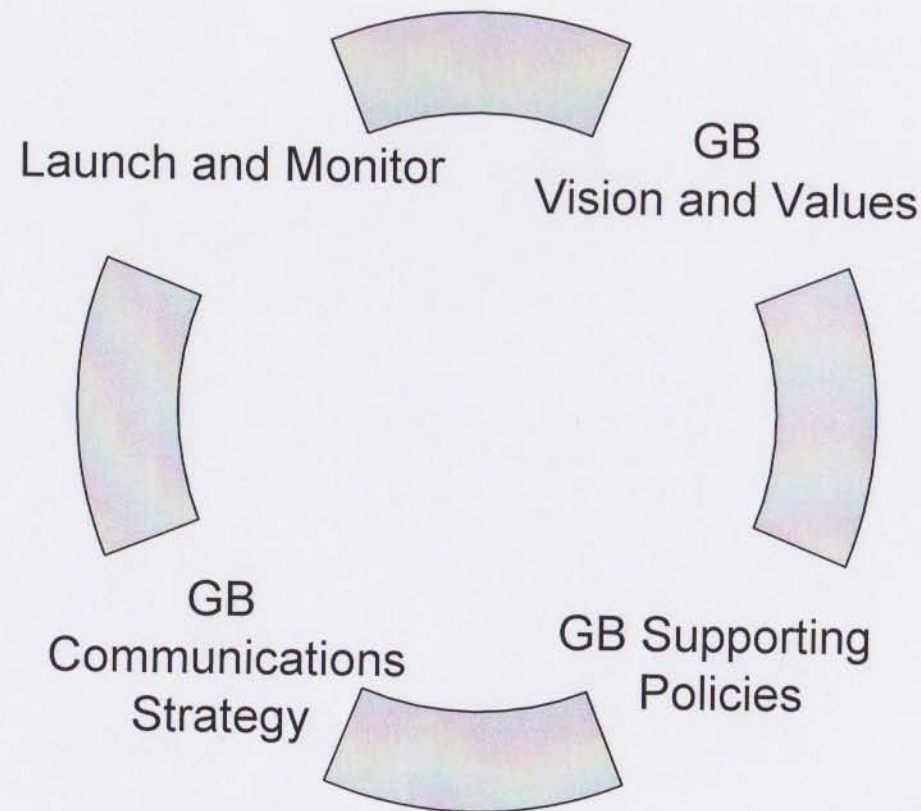 Launch and Monitor
GB
Vision and Values
GB
Communications
Strategy
GB Supporting
Policies